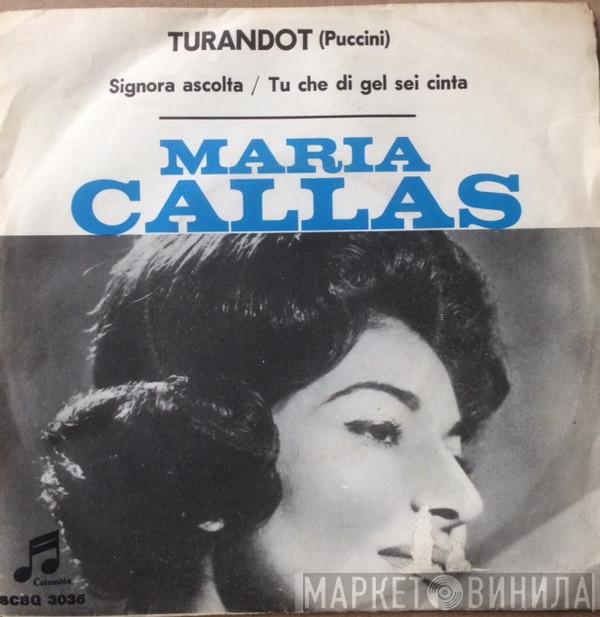 TURANDOT (Puccini)
Signora ascolta / Tu che di gel sei cinta
MARIA
CALLAS
Columbia
SCBQ 3036
МАРКЕТ ВИНИЛА